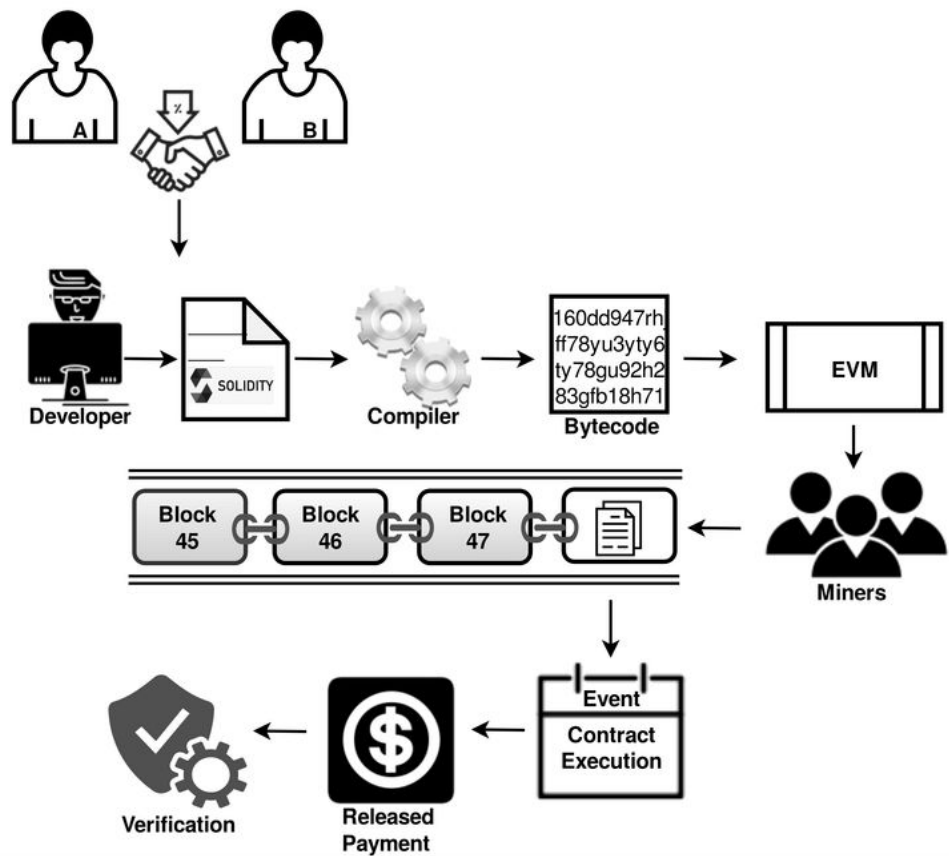 A
B
%
Developer
SOLIDITY
Compiler
160dd947rh
ff78yu3yty6
ty78gu92h2
83gfb18h71
Bytecode
EVM
Block
45
Block
46
Block
47
Miners
Event
Contract
Execution
Verification
Released
Payment